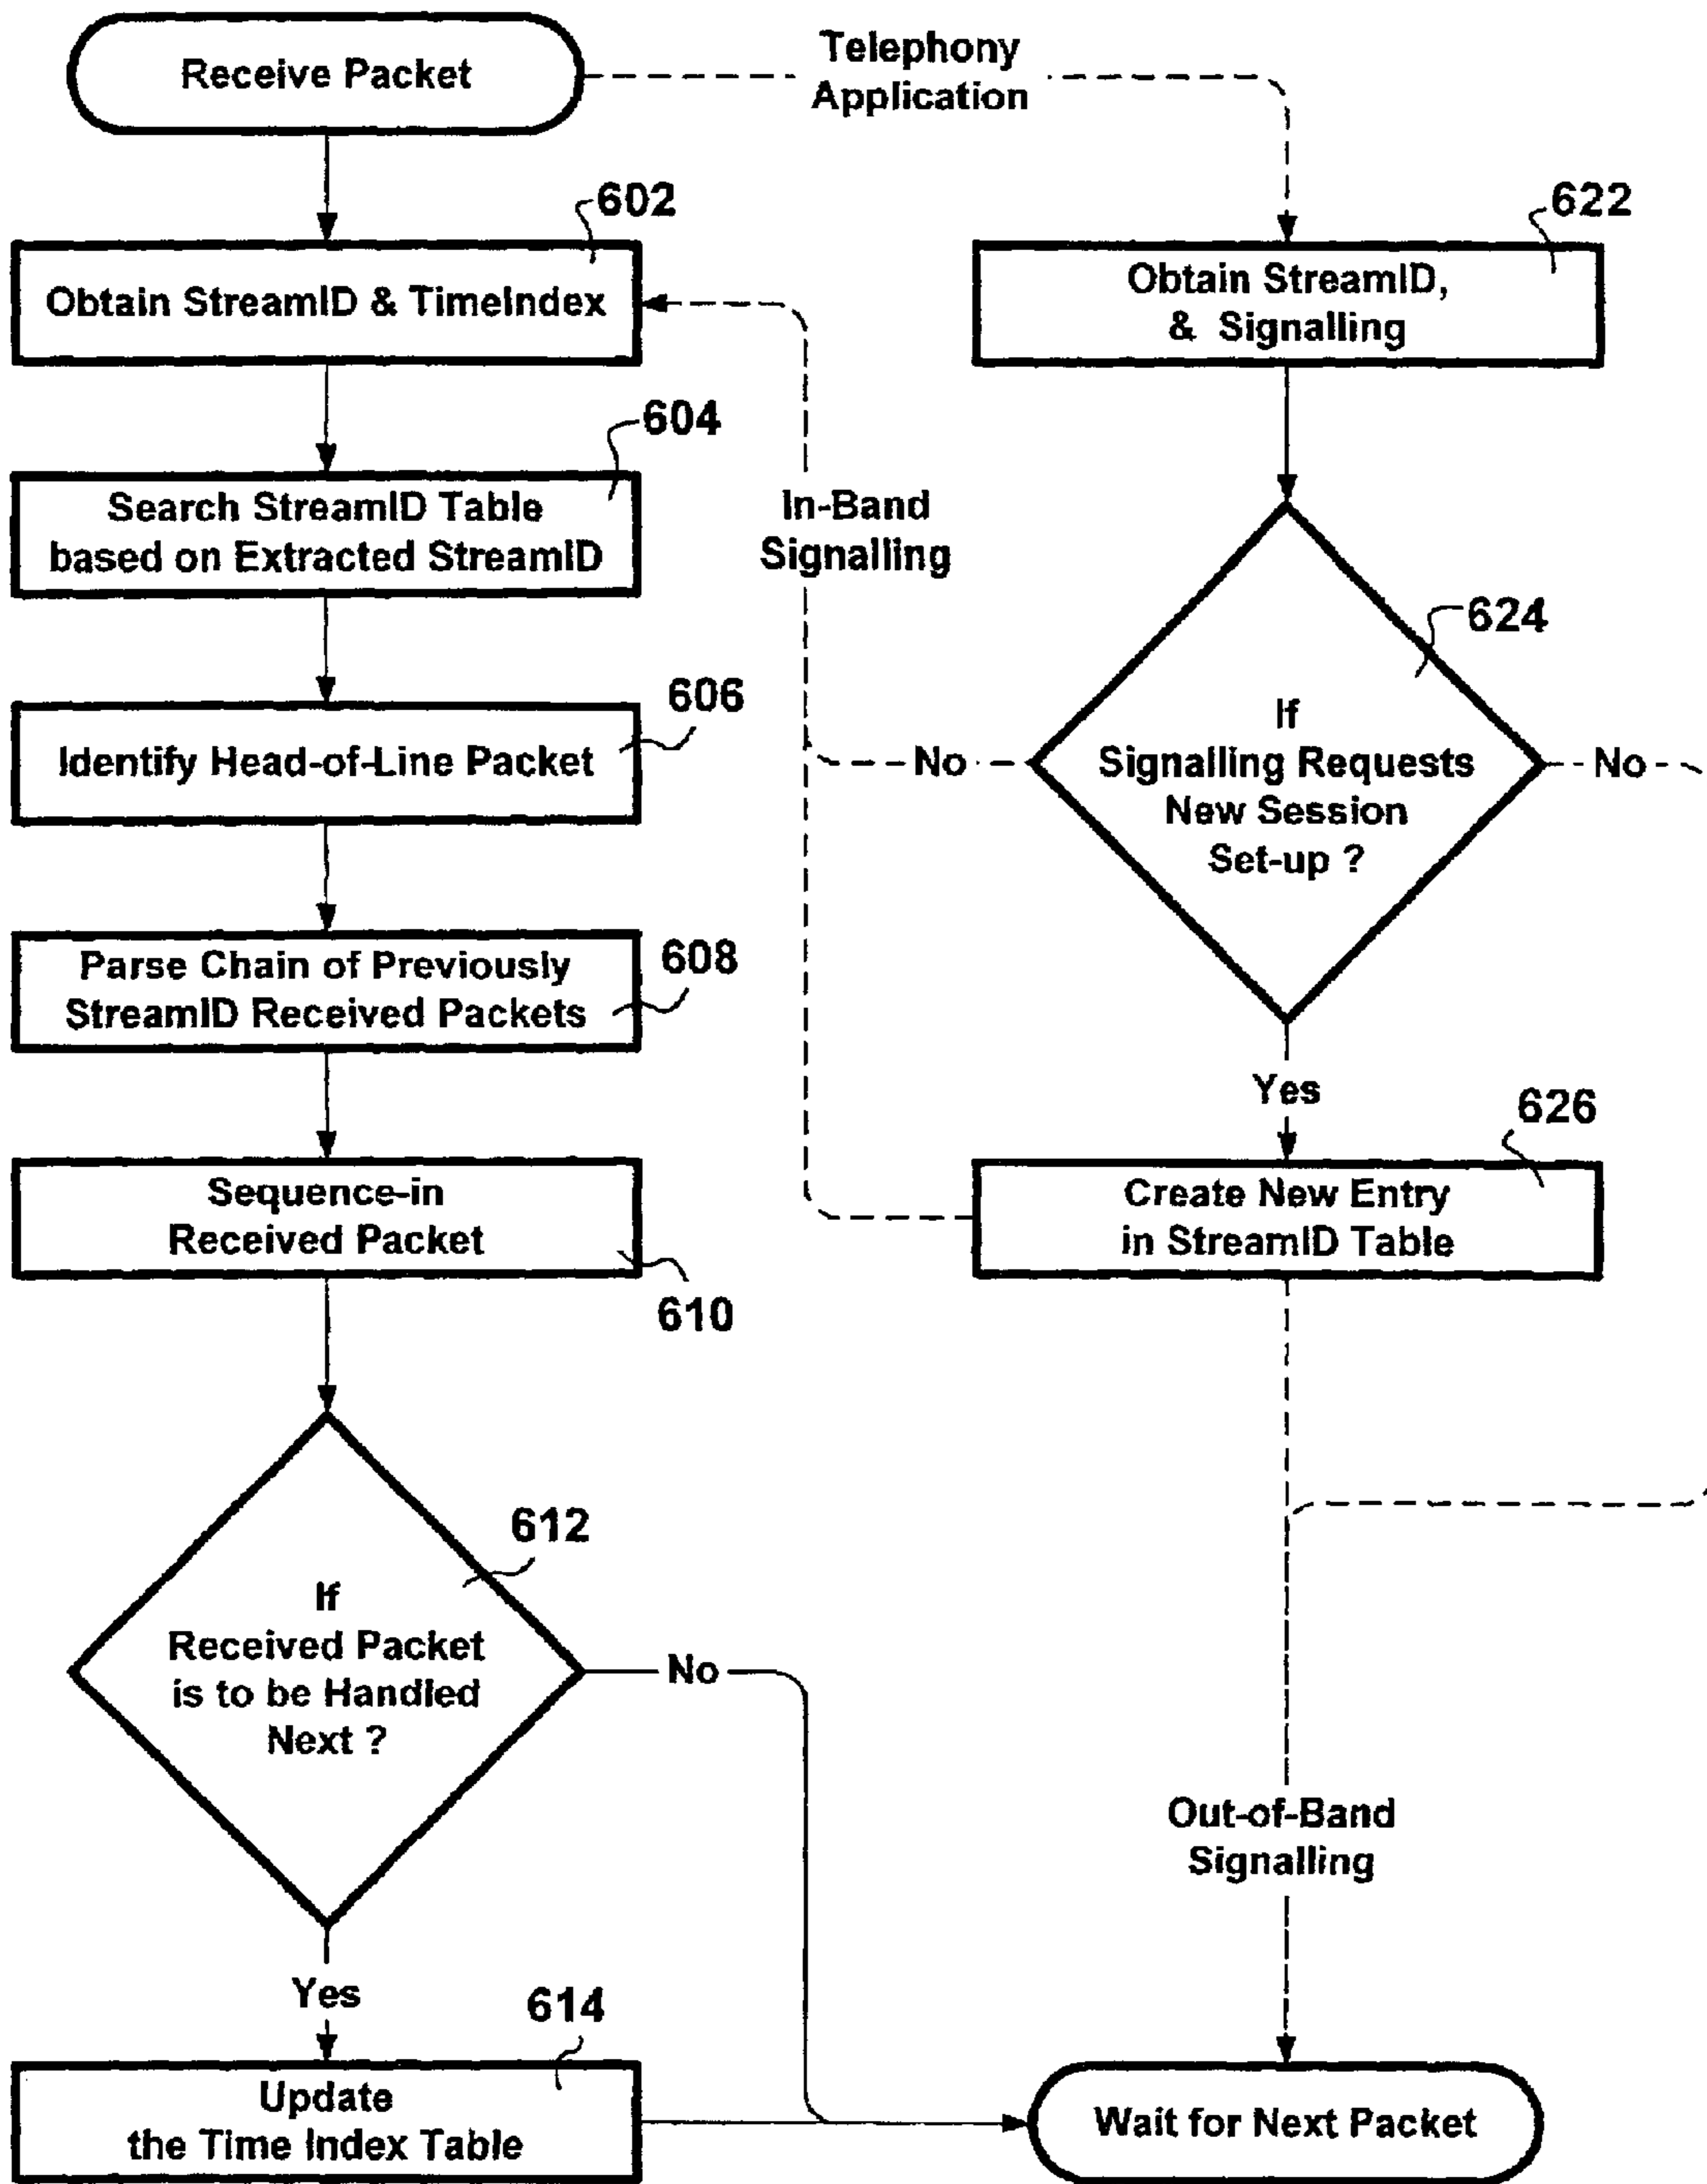 Receive Packet
Telephony
Application
602
Obtain StreamID & TimeIndex
622
Obtain StreamID,
& Signalling
604
Search StreamID Table
based on Extracted StreamID
In-Band
Signalling
624
If
Signalling Requests
New Session
Set-up ?
No
No
606
Identify Head-of-Line Packet
608
Parse Chain of Previously
StreamID Received Packets
Yes
626
Create New Entry
in StreamID Table
Sequence-in
Received Packet
610
612
If
Received Packet
is to be Handled
Next ?
No
Out-of-Band
Signalling
Yes
614
Update
the Time Index Table
Wait for Next Packet